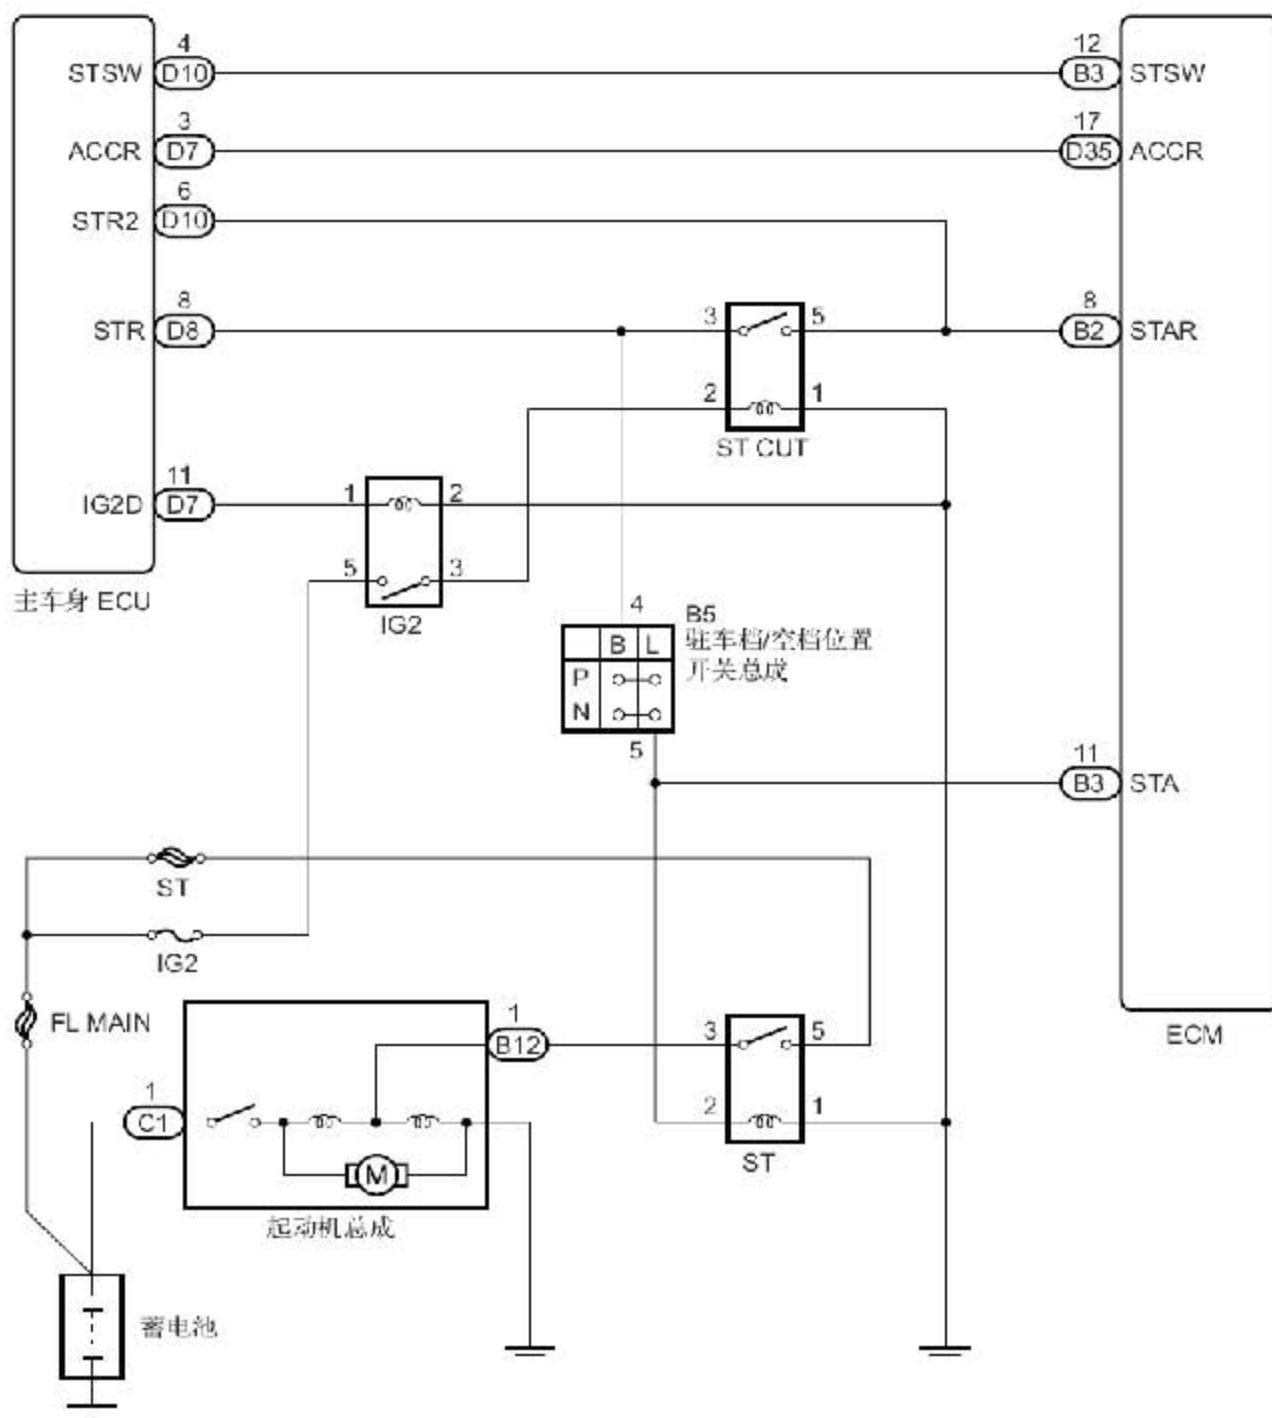 4 12
STSW D10 B3 STSW
3 17
ACCR D7 D35 ACCR
6
STR2 D10
8 3 5 8
STR D8 B2 STAR
2 1
ST CUT
11 1 2
IG2D D7
5 3
主车身 ECU
IG2
4 B5
驻车档/空档位置
开关总成
B L
P
N
5
11
B3 STA
ST
IG2
FL MAIN
1 3 5
B12
ECM
1 2 1
C1
M
ST
起动机总成
蓄电池